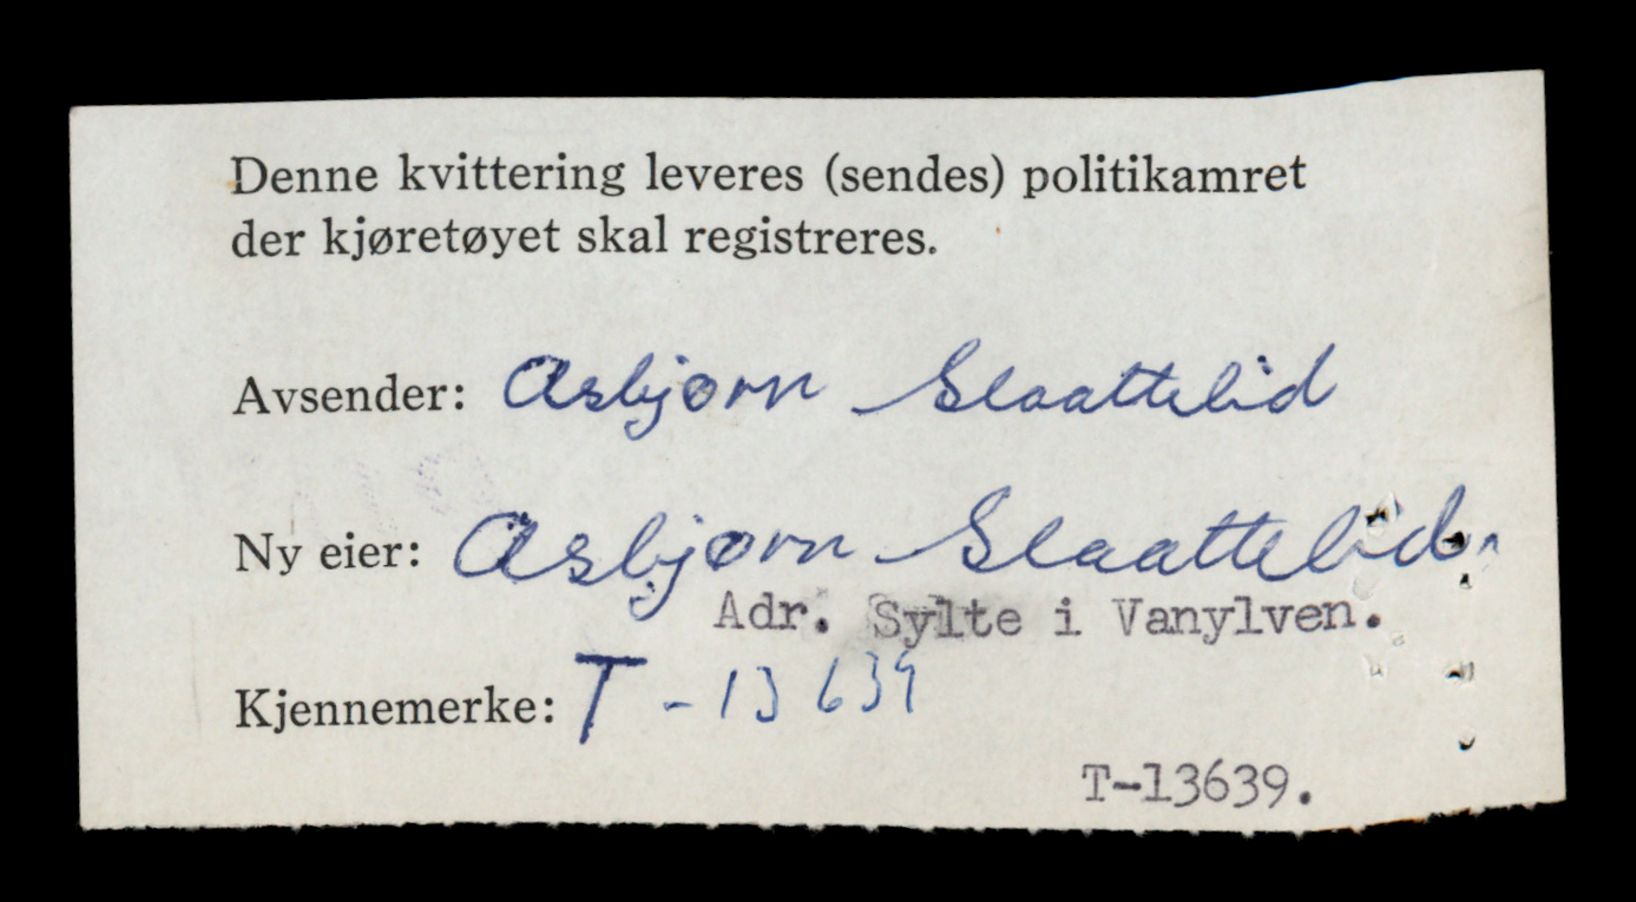 Denne kvittering leveres (sendes) politikamret
der kjøretøyet skal registreres.
Avsender: Asbjørn Slaattelid
Ny eier: Asbjørn Slaattelid
Adr. Sylte i Vanylven.
Kjennemerke: T - 13639
T-13639.